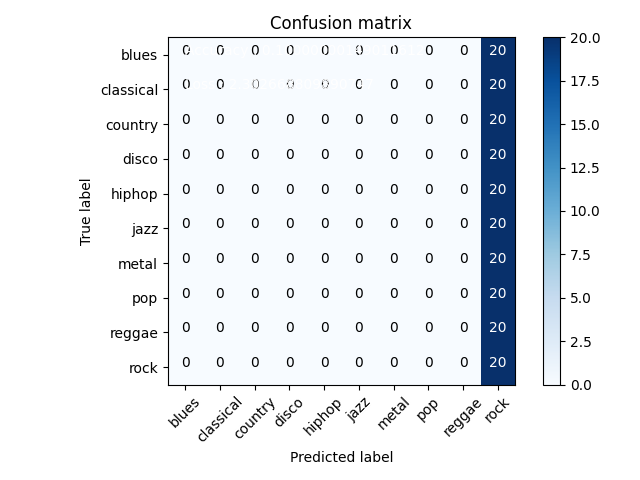 Confusion matrix
blues 0 0 0 0 0 0 0 0 0 20
classical 0 0 0 0 0 0 0 0 0 20
country 0 0 0 0 0 0 0 0 0 20
disco 0 0 0 0 0 0 0 0 0 20
hiphop 0 0 0 0 0 0 0 0 0 20
jazz 0 0 0 0 0 0 0 0 0 20
metal 0 0 0 0 0 0 0 0 0 20
pop 0 0 0 0 0 0 0 0 0 20
reggae 0 0 0 0 0 0 0 0 0 20
rock 0 0 0 0 0 0 0 0 0 20
True label
blues classical country disco hiphop jazz metal pop reggae rock
Predicted label
20.0
17.5
15.0
12.5
10.0
7.5
5.0
2.5
0.0